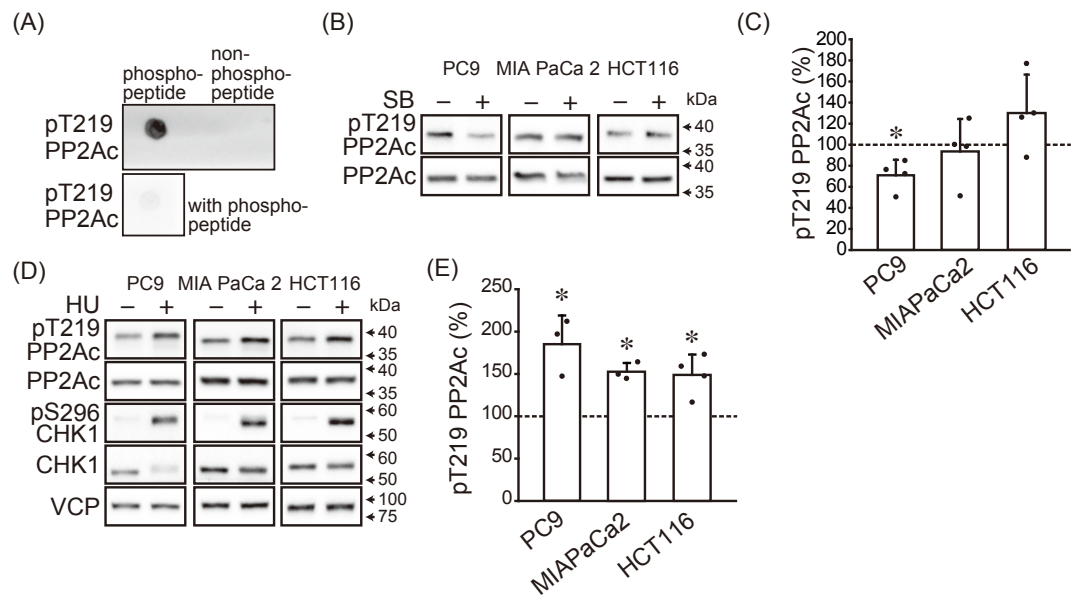 (A)
phospho-
peptide
non-
phospho-
peptide
pT219
PP2Ac
pT219
PP2Ac
with phospho-
peptide
(B)
PC9 MIA PaCa 2 HCT116
SB − + − + − + kDa
pT219
PP2Ac
40
35
PP2Ac
40
35
(C)
pT219 PP2Ac (%)
200
180
160
140
120
100
80
60
40
20
0
*
PC9
MIAPaCa2
HCT116
(D)
PC9 MIA PaCa 2 HCT116
HU − + − + − + kDa
pT219
PP2Ac
40
35
PP2Ac
40
35
pS296
CHK1
60
50
CHK1
60
50
VCP
100
75
(E)
pT219 PP2Ac (%)
250
200
150
100
50
0
*
*
*
PC9
MIAPaCa2
HCT116